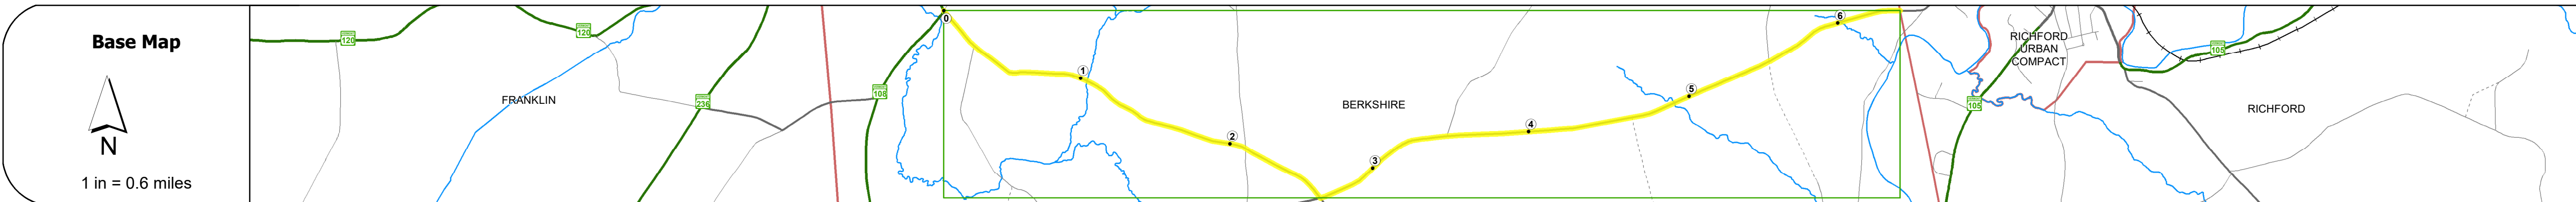 Base Map
N
1 in = 0.6 miles
120
120
FRANKLIN
236
108
0
1
2
3
4
5
6
BERKSHIRE
RICHFORD
URBAN
COMPACT
105
105
RICHFORD